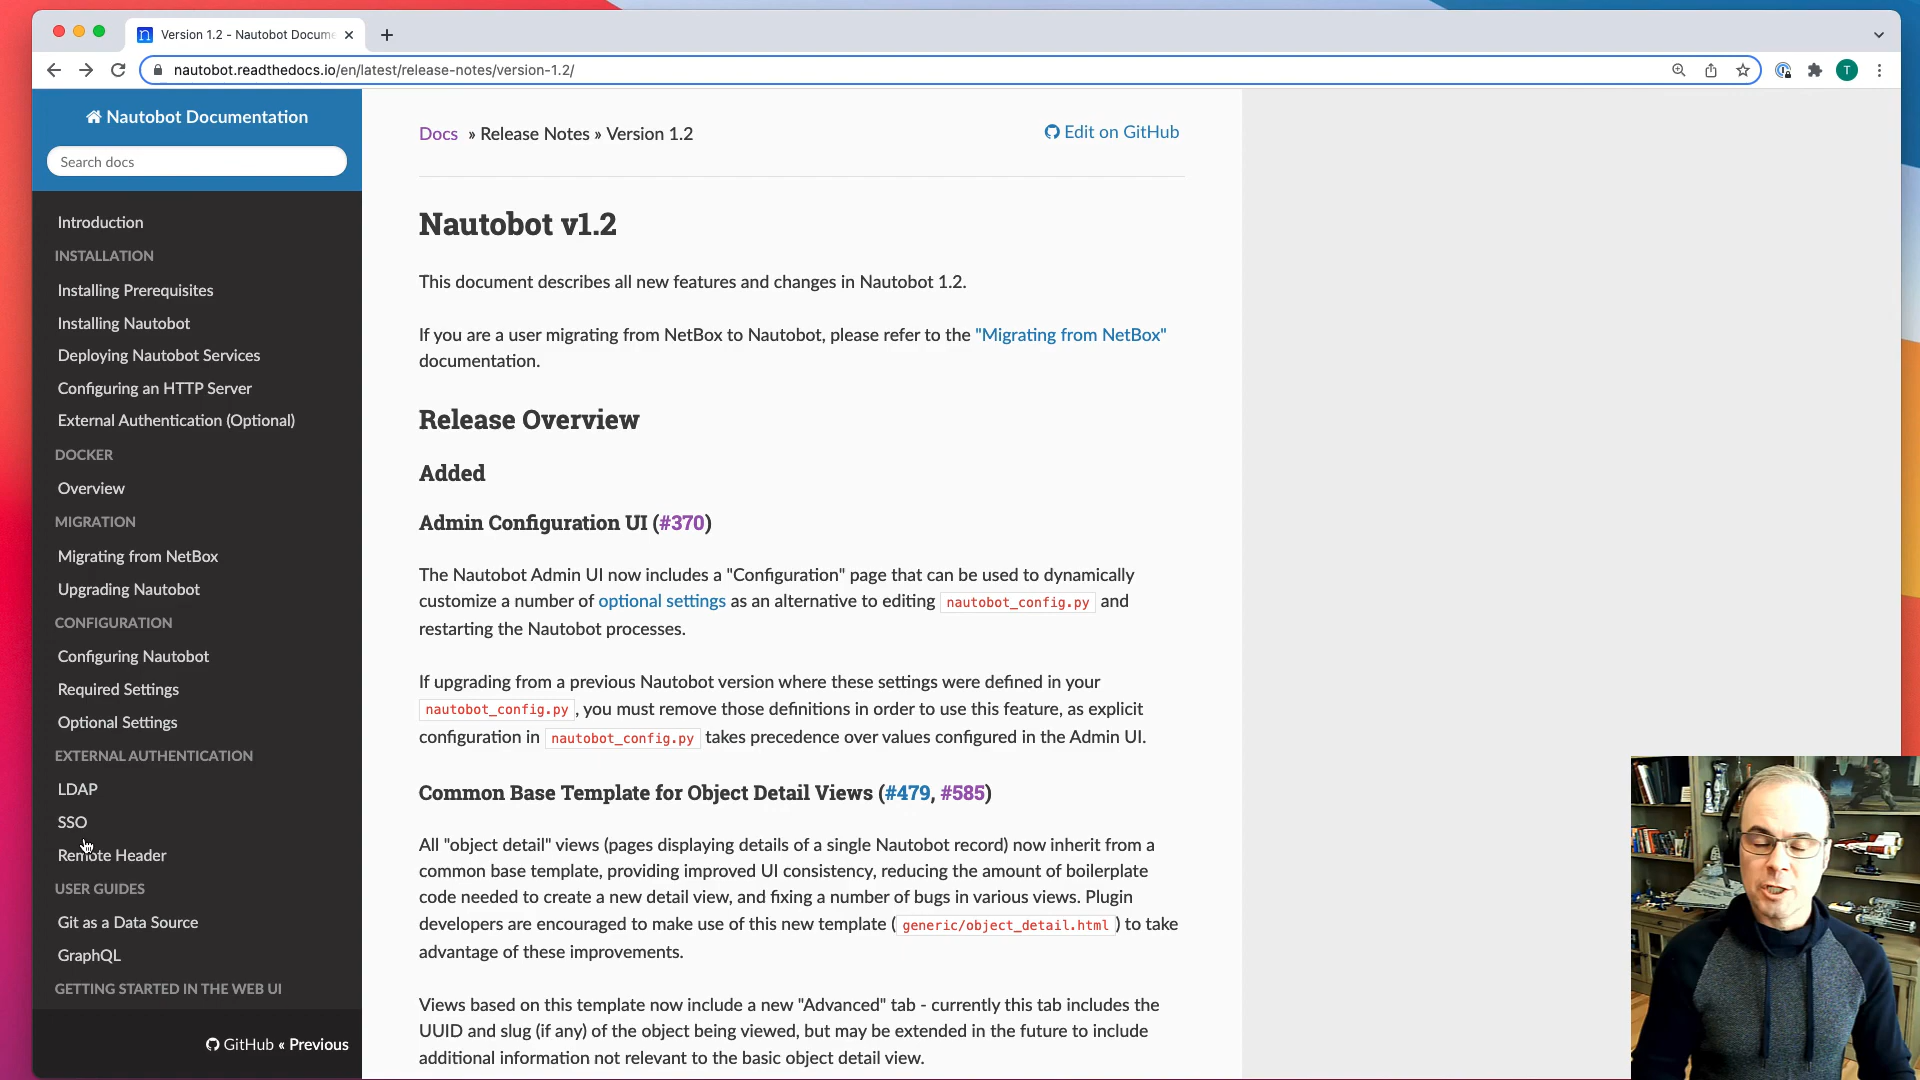 Version 1.2 - Nautobot Docume
nautobot.readthedocs.io/en/latest/release-notes/version-1.2/
T
Nautobot Documentation
Search docs
Introduction
INSTALLATION
Installing Prerequisites
Installing Nautobot
Deploying Nautobot Services
Configuring an HTTP Server
External Authentication (Optional)
DOCKER
Overview
MIGRATION
Migrating from NetBox
Upgrading Nautobot
CONFIGURATION
Configuring Nautobot
Required Settings
Optional Settings
EXTERNAL AUTHENTICATION
LDAP
SSO
Remote Header
USER GUIDES
Git as a Data Source
GraphQL
GETTING STARTED IN THE WEB UI
GitHub « Previous
Docs » Release Notes » Version 1.2
Edit on GitHub
Nautobot v1.2
This document describes all new features and changes in Nautobot 1.2.
If you are a user migrating from NetBox to Nautobot, please refer to the "Migrating from NetBox"
documentation.
Release Overview
Added
Admin Configuration UI (#370)
The Nautobot Admin UI now includes a "Configuration" page that can be used to dynamically
customize a number of optional settings as an alternative to editing nautobot_config.py and
restarting the Nautobot processes.
If upgrading from a previous Nautobot version where these settings were defined in your
nautobot_config.py , you must remove those definitions in order to use this feature, as explicit
configuration in nautobot_config.py takes precedence over values configured in the Admin UI.
Common Base Template for Object Detail Views (#479, #585)
All "object detail" views (pages displaying details of a single Nautobot record) now inherit from a
common base template, providing improved UI consistency, reducing the amount of boilerplate
code needed to create a new detail view, and fixing a number of bugs in various views. Plugin
developers are encouraged to make use of this new template ( generic/object_detail.html ) to take
advantage of these improvements.
Views based on this template now include a new "Advanced" tab - currently this tab includes the
UUID and slug (if any) of the object being viewed, but may be extended in the future to include
additional information not relevant to the basic object detail view.